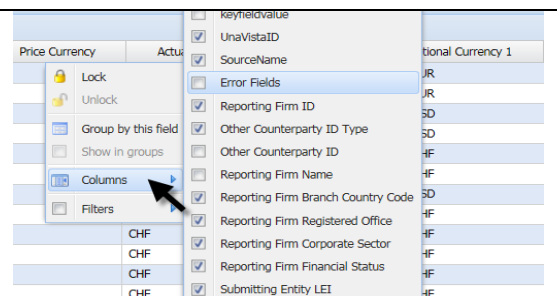 keyfieldvalue
UnaVistaID
Price Currency Actua tional Currency 1
SourceName
Lock
Error Fields
Unlock
Reporting Firm ID
Group by this field
Other Counterparty ID Type
Show in groups
Other Counterparty ID
Reporting Firm Name
Columns
Reporting Firm Branch Country Code
Filters
Reporting Firm Registered Office
CHF
Reporting Firm Corporate Sector
CHF
Reporting Firm Financial Status
CHF
Submitting Entity LEI
CHF
UR
UR
SD
SD
HF
HF
SD
HF
HF
HF
HF
HF